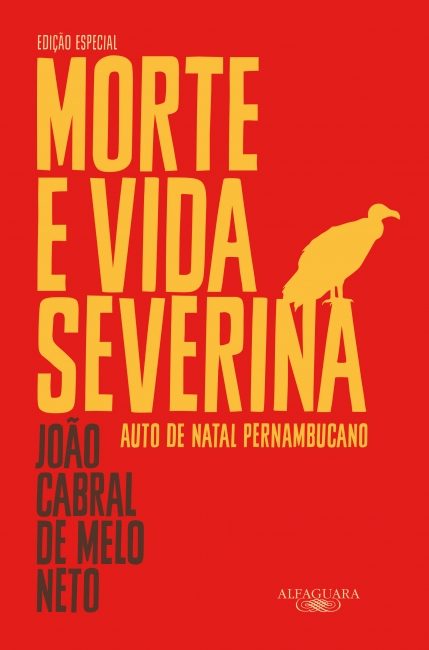 EDIÇÃO ESPECIAL
MORTE
E VIDA
SEVERINA
AUTO DE NATAL PERNAMBUCANO
JOÃO
CABRAL
DE MELO
NETO
ALFAGUARA